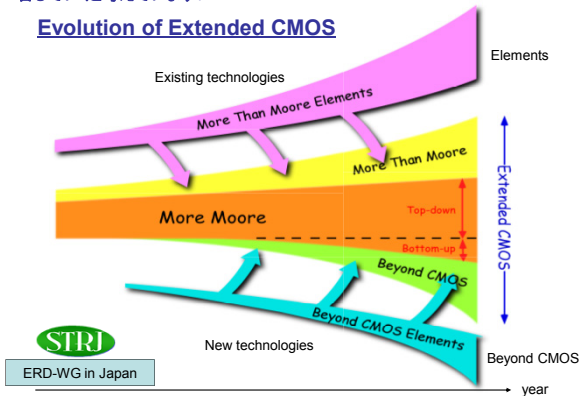 Evolution of Extended CMOS
Elements
Existing technologies
More Than Moore Elements
More Than Moore
More Moore
Top-down
Bottom-up
Extended CMOS
Beyond CMOS
Beyond CMOS Elements
New technologies
STRJ
ERD-WG in Japan
Beyond CMOS
year